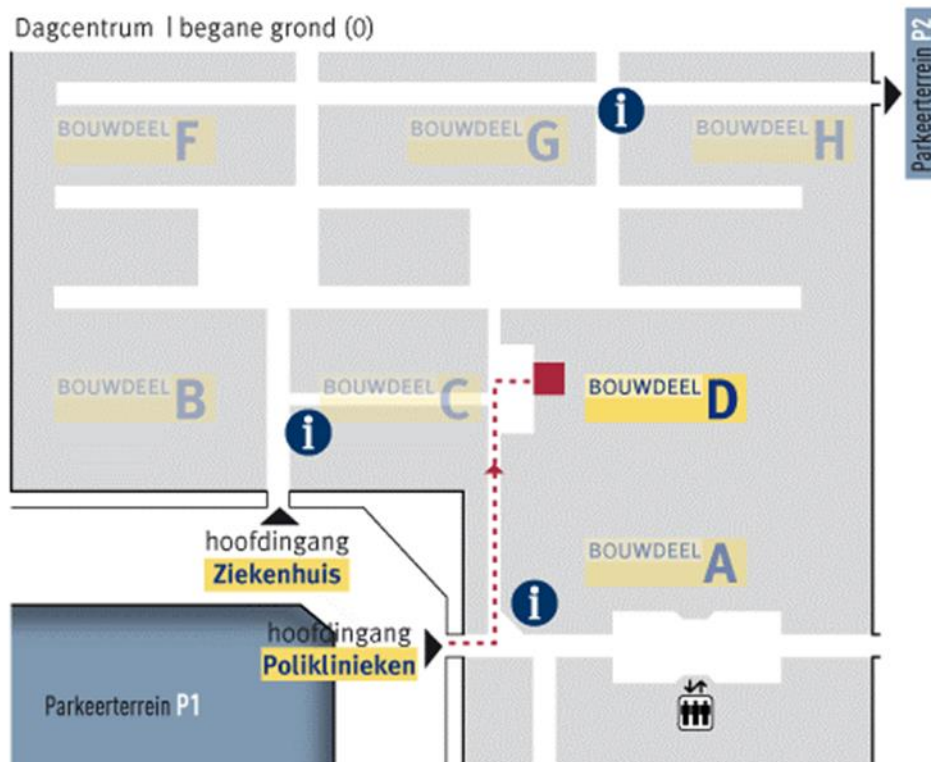 Dagcentrum | begane grond (0)
Parkeerterrein P2
BOUWDEEL F
BOUWDEEL G
BOUWDEEL H
i
BOUWDEEL B
BOUWDEEL C
BOUWDEEL D
i
hoofdingang
Ziekenhuis
BOUWDEEL A
i
hoofdingang
Poliklinieken
Parkeerterrein P1